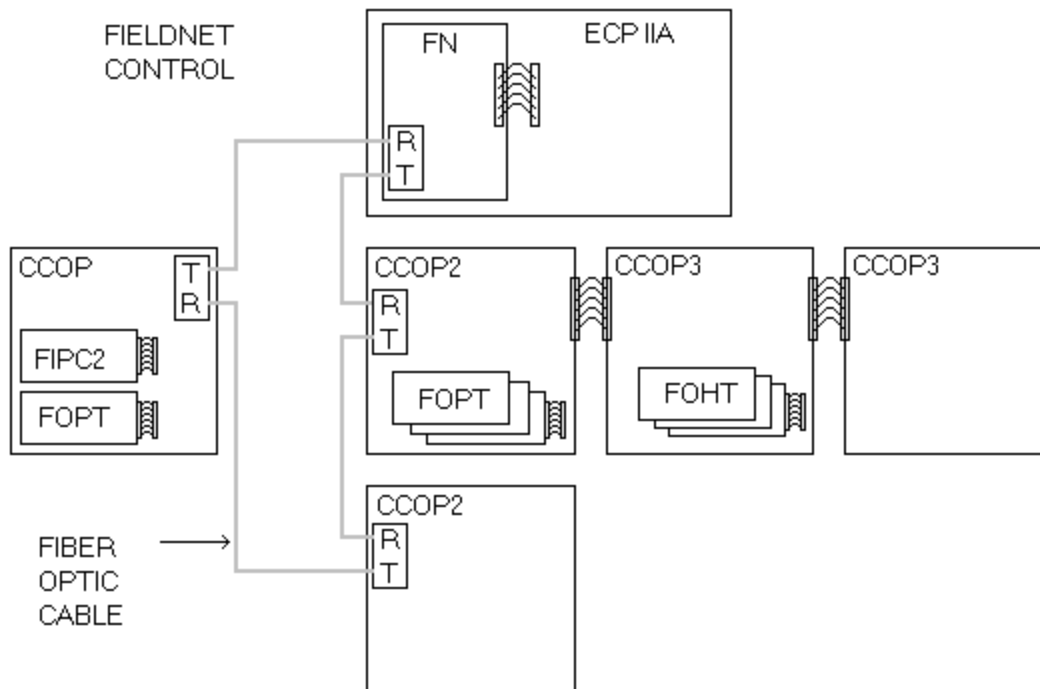 FIELDNET
CONTROL
FN
ECP IIA
R
T
CCOP
T
R
FIPC2
FOPT
CCOP2
R
T
FOPT
CCOP3
FOHT
CCOP3
CCOP2
R
T
FIBER
OPTIC
CABLE